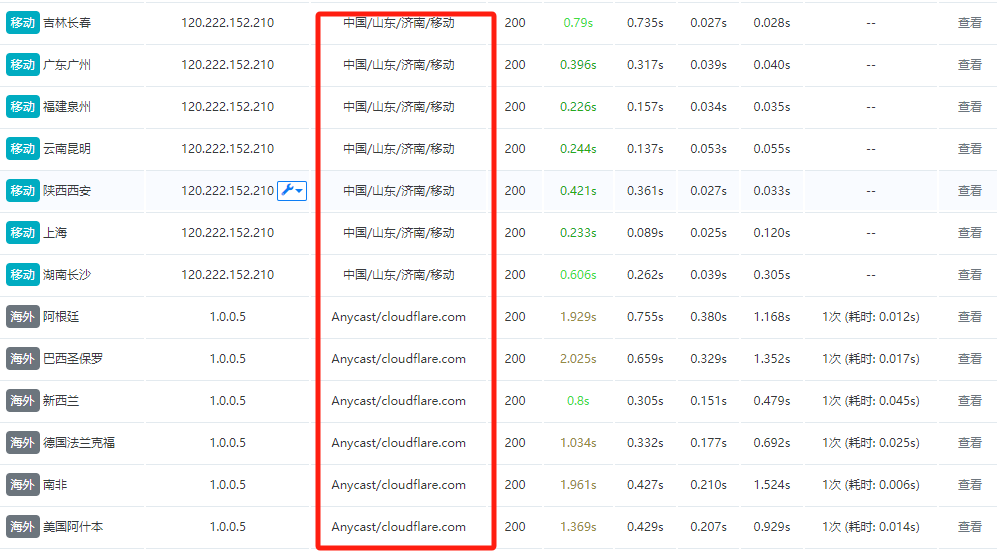 移动 吉林长春 120.222.152.210 中国/山东/济南/移动 200 0.79s 0.735s 0.027s 0.028s -- 查看
移动 广东广州 120.222.152.210 中国/山东/济南/移动 200 0.396s 0.317s 0.039s 0.040s -- 查看
移动 福建泉州 120.222.152.210 中国/山东/济南/移动 200 0.226s 0.157s 0.034s 0.035s -- 查看
移动 云南昆明 120.222.152.210 中国/山东/济南/移动 200 0.244s 0.137s 0.053s 0.055s -- 查看
移动 陕西西安 120.222.152.210 中国/山东/济南/移动 200 0.421s 0.361s 0.027s 0.033s -- 查看
移动 上海 120.222.152.210 中国/山东/济南/移动 200 0.233s 0.089s 0.025s 0.120s -- 查看
移动 湖南长沙 120.222.152.210 中国/山东/济南/移动 200 0.606s 0.262s 0.039s 0.305s -- 查看
海外 阿根廷 1.0.0.5 Anycast/cloudflare.com 200 1.929s 0.755s 0.380s 1.168s 1次 (耗时: 0.012s) 查看
海外 巴西圣保罗 1.0.0.5 Anycast/cloudflare.com 200 2.025s 0.659s 0.329s 1.352s 1次 (耗时: 0.017s) 查看
海外 新西兰 1.0.0.5 Anycast/cloudflare.com 200 0.8s 0.305s 0.151s 0.479s 1次 (耗时: 0.045s) 查看
海外 德国法兰克福 1.0.0.5 Anycast/cloudflare.com 200 1.034s 0.332s 0.177s 0.692s 1次 (耗时: 0.025s) 查看
海外 南非 1.0.0.5 Anycast/cloudflare.com 200 1.961s 0.427s 0.210s 1.524s 1次 (耗时: 0.006s) 查看
海外 美国阿什本 1.0.0.5 Anycast/cloudflare.com 200 1.369s 0.429s 0.207s 0.929s 1次 (耗时: 0.014s) 查看